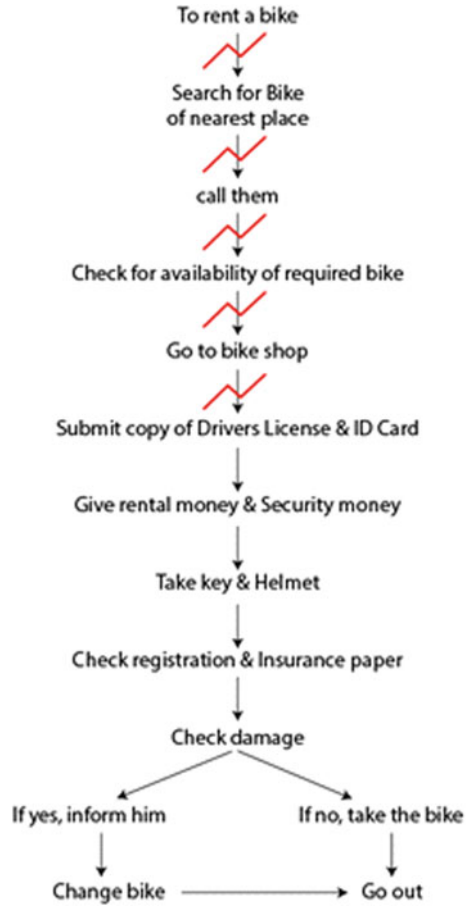 To rent a bike
Search for Bike
of nearest place
call them
Check for availability of required bike
Go to bike shop
Submit copy of Drivers License & ID Card
Give rental money & Security money
Take key & Helmet
Check registration & Insurance paper
Check damage
If yes, inform him
If no, take the bike
Change bike
Go out